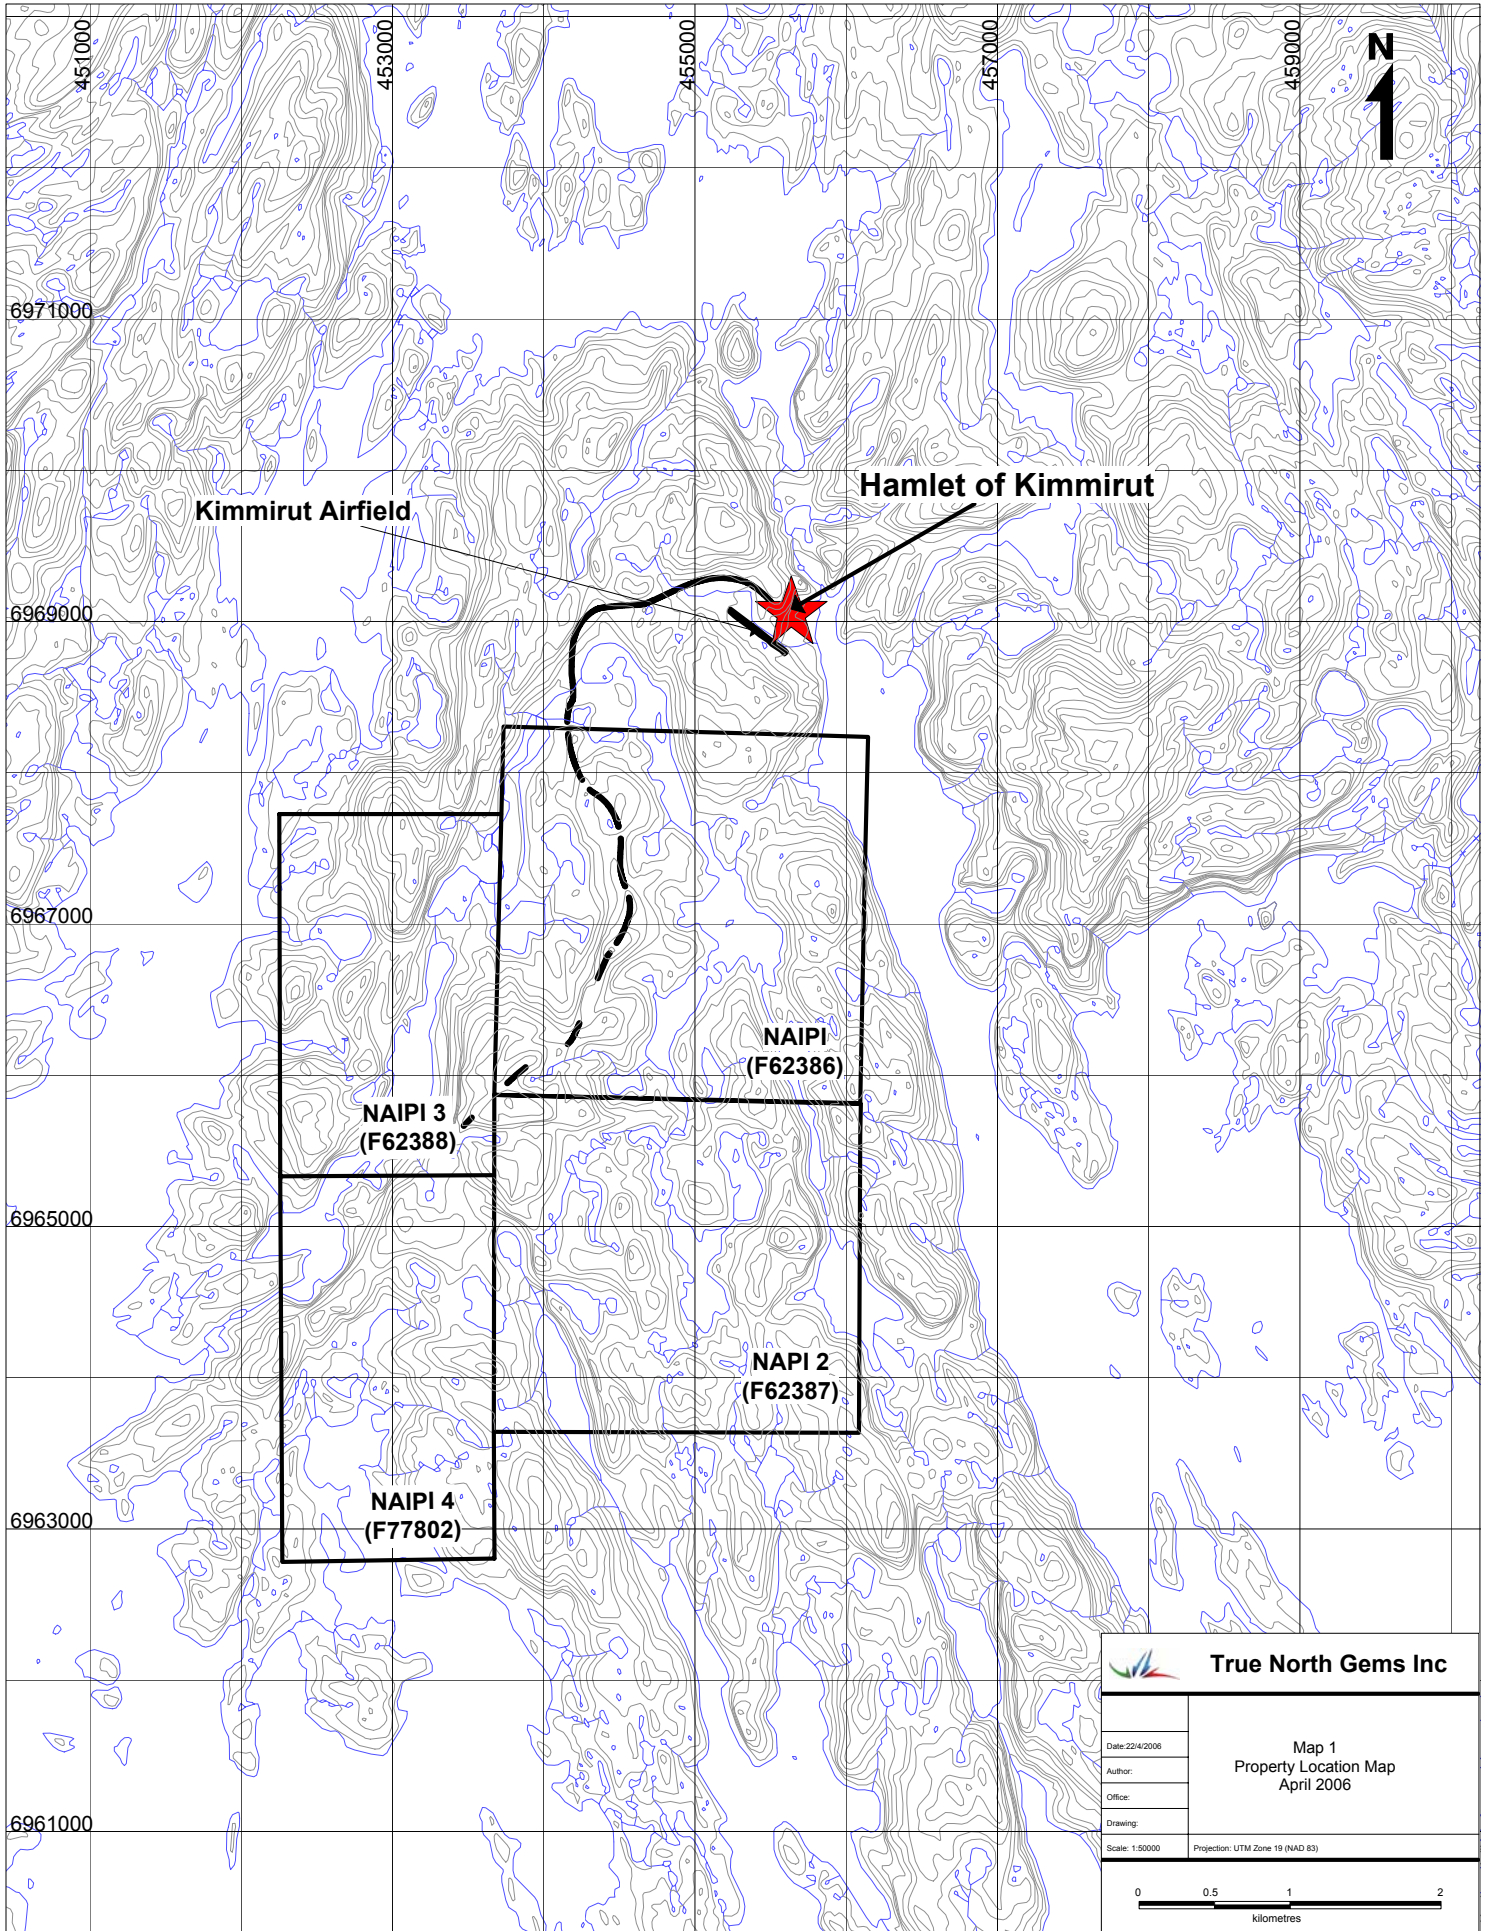 451000
453000
455000
457000
459000
N
6971000
Hamlet of Kimmirut
Kimmirut Airfield
6969000
6967000
NAIPI
(F62386)
NAIPI 3
(F62388)
6965000
NAPI 2
(F62387)
NAIPI 4
(F77802)
6963000
6961000
True North Gems Inc
Date:22/4/2006
Author:
Office:
Drawing:
Map 1
Property Location Map
April 2006
Scale: 1:50000
Projection: UTM Zone 19 (NAD 83)
0 0.5 1 2
kilometres